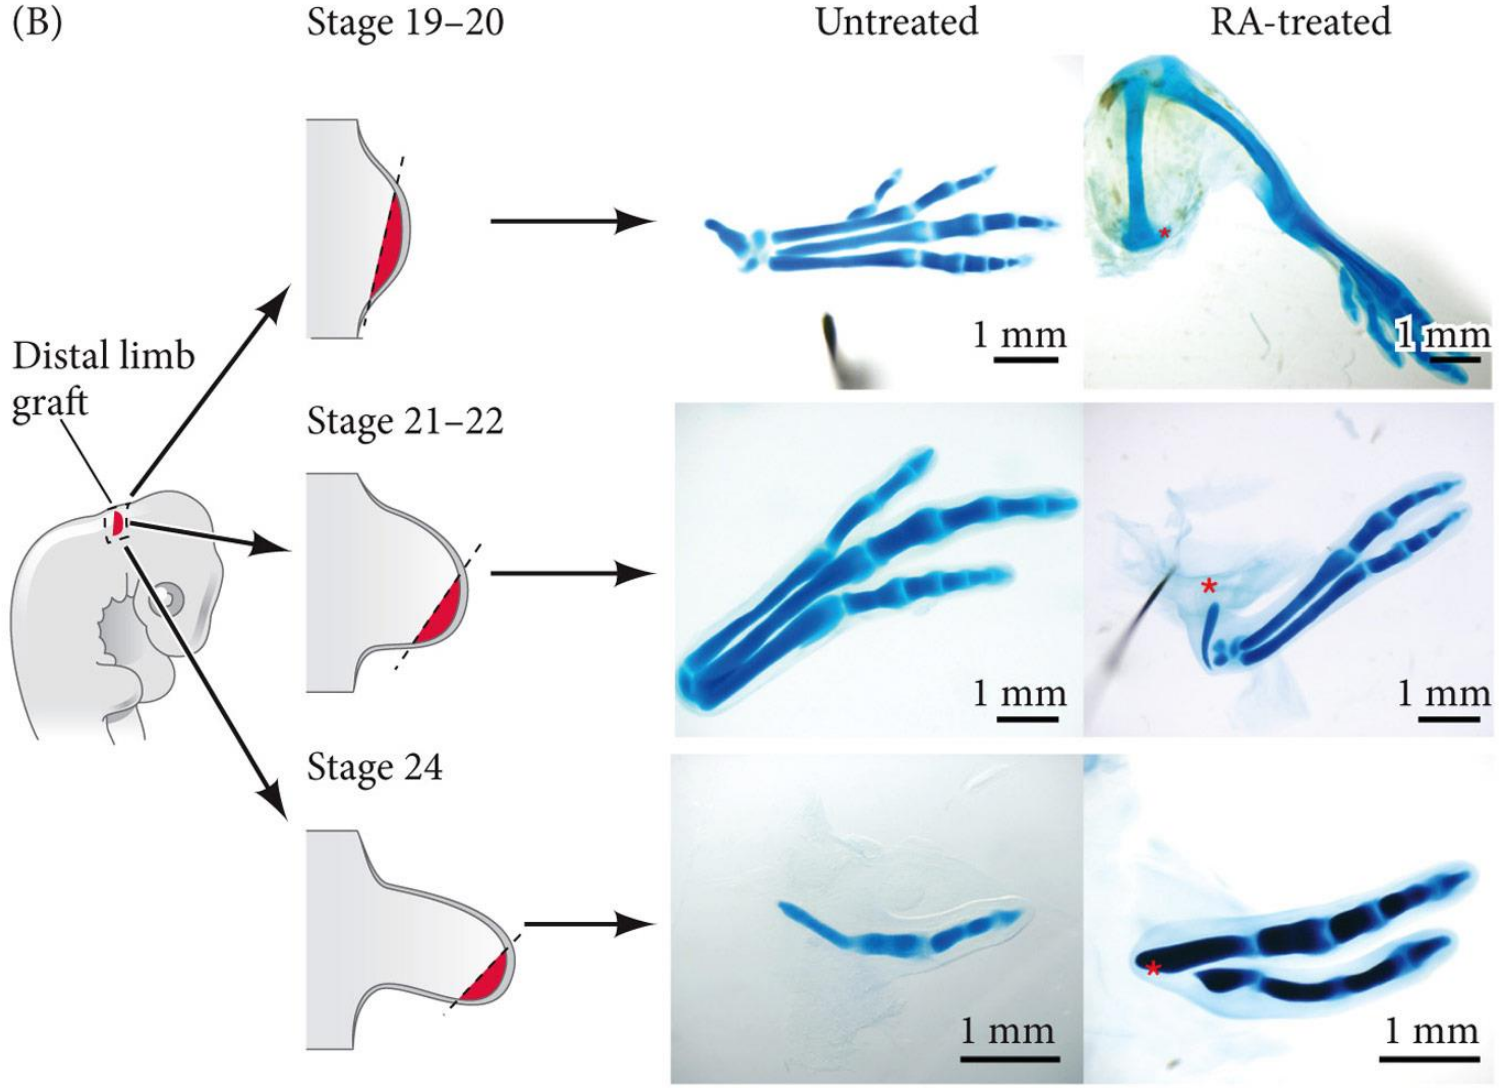 (B)
Stage 19–20
Untreated
RA-treated
*
1 mm
1 mm
Distal limb
graft
Stage 21–22
*
1 mm
1 mm
Stage 24
*
1 mm
1 mm